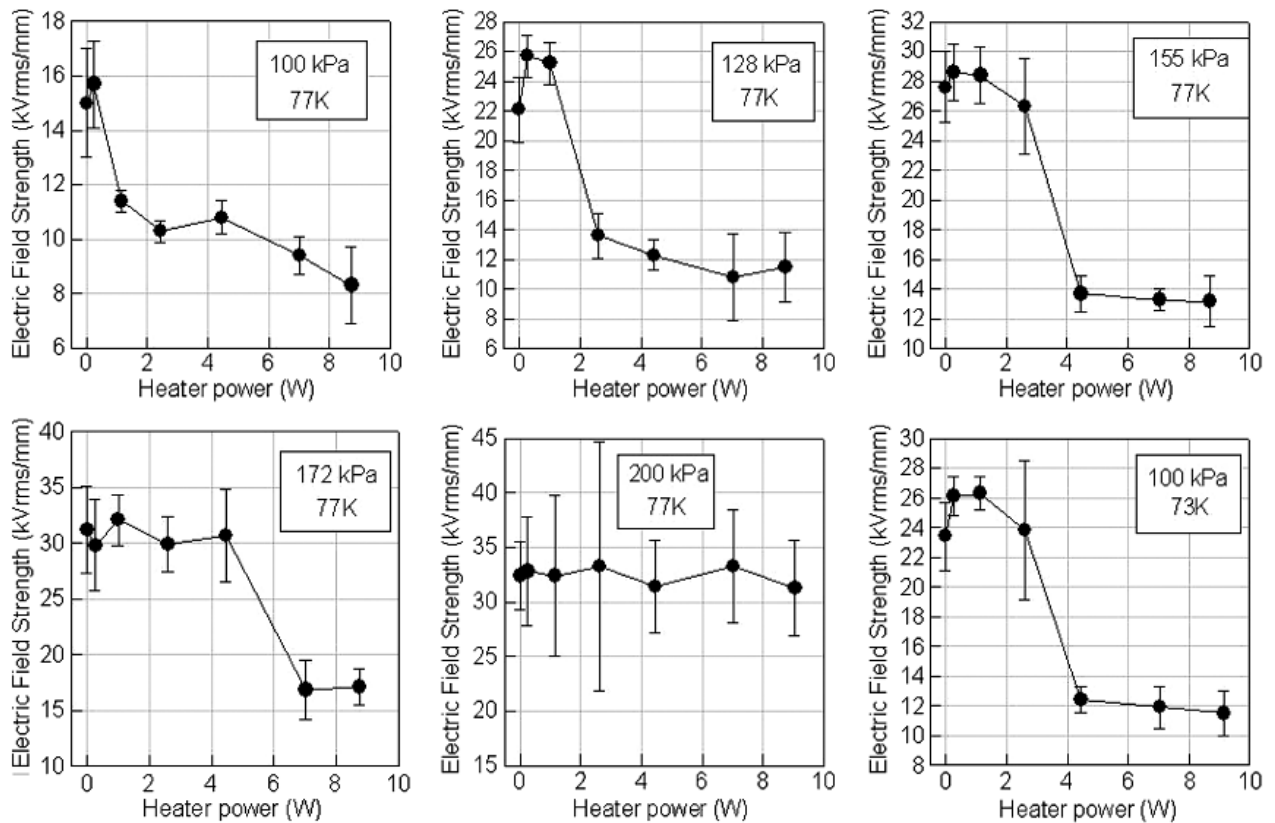 Electric Field Strength (kVrms/mm)
18
16
14
12
10
8
6
100 kPa
77K
0 2 4 6 8 10
Heater power (W)
Electric Field Strength (kVrms/mm)
28
26
24
22
20
18
16
14
12
10
8
6
128 kPa
77K
0 2 4 6 8 10
Heater power (W)
Electric Field Strength (kVrms/mm)
32
30
28
26
24
22
20
18
16
14
12
10
155 kPa
77K
0 2 4 6 8 10
Heater power (W)
Electric Field Strength (kVrms/mm)
40
35
30
25
20
15
10
172 kPa
77K
0 2 4 6 8 10
Heater power (W)
Electric Field Strength (kVrms/mm)
45
40
35
30
25
20
15
200 kPa
77K
0 2 4 6 8 10
Heater power (W)
Electric Field Strength (kVrms/mm)
30
28
26
24
22
20
18
16
14
12
10
8
100 kPa
73K
0 2 4 6 8 10
Heater power (W)